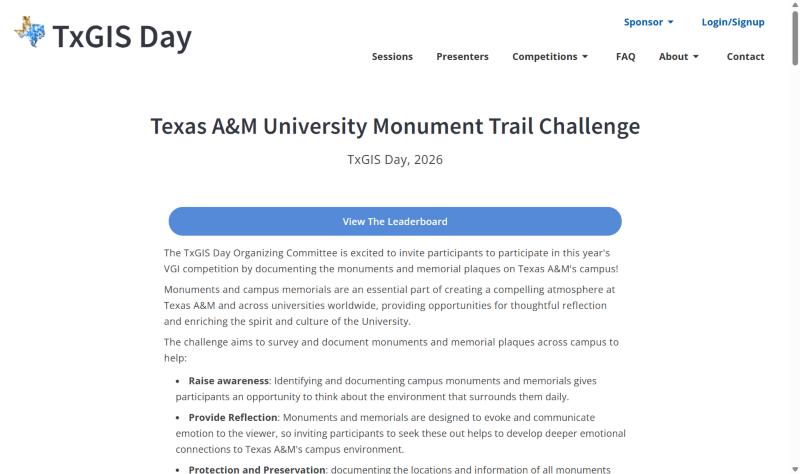 TxGIS Day
Sponsor
Login/Signup
Sessions
Presenters
Competitions
FAQ
About
Contact
Texas A&M University Monument Trail Challenge
TxGIS Day, 2026
View The Leaderboard
The TxGIS Day Organizing Committee is excited to invite participants to participate in this year's
VGI competition by documenting the monuments and memorial plaques on Texas A&M's campus!
Monuments and campus memorials are an essential part of creating a compelling atmosphere at
Texas A&M and across universities worldwide, providing opportunities for thoughtful reflection
and enriching the spirit and culture of the University.
The challenge aims to survey and document monuments and memorial plaques across campus to
help:
• Raise awareness: Identifying and documenting campus monuments and memorials gives
participants an opportunity to think about the environment that surrounds them daily.
• Provide Reflection: Monuments and memorials are designed to evoke and communicate
emotion to the viewer, so inviting participants to seek these out helps to develop deeper emotional
connections to Texas A&M's campus environment.
• Protection and Preservation: documenting the locations and information of all monuments